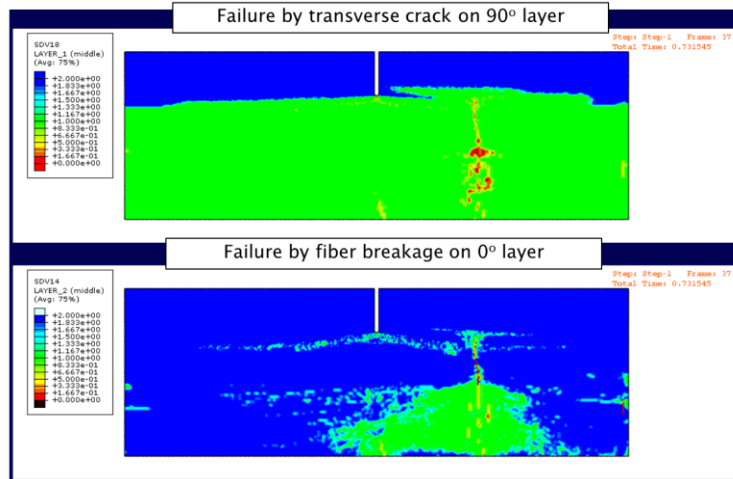 Failure by transverse crack on 90º layer
SDV18
LAYER_1 (middle)
(Avg: 75%)
+2.000e+00
+1.833e+00
+1.667e+00
+1.500e+00
+1.333e+00
+1.167e+00
+1.000e+00
+8.333e-01
+6.667e-01
+5.000e-01
+3.333e-01
+1.667e-01
+0.000e+00
Step: Step-1 Frame: 37
Total Time: 0.731545
Failure by fiber breakage on 0º layer
SDV14
LAYER_2 (middle)
(Avg: 75%)
+2.000e+00
+1.833e+00
+1.667e+00
+1.500e+00
+1.333e+00
+1.167e+00
+1.000e+00
+8.333e-01
+6.667e-01
+5.000e-01
+3.333e-01
+1.667e-01
+0.000e+00
Step: Step-1 Frame: 37
Total Time: 0.731545